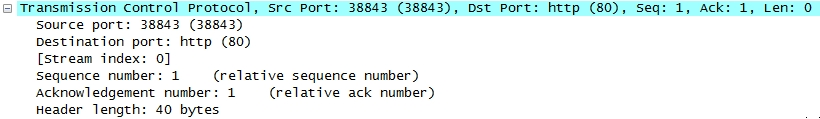 Transmission Control Protocol, Src Port: 38843 (38843), Dst Port: http (80), Seq: 1, Ack: 1, Len: 0
Source port: 38843 (38843)
Destination port: http (80)
[Stream index: 0]
Sequence number: 1    (relative sequence number)
Acknowledgement number: 1    (relative ack number)
Header length: 40 bytes